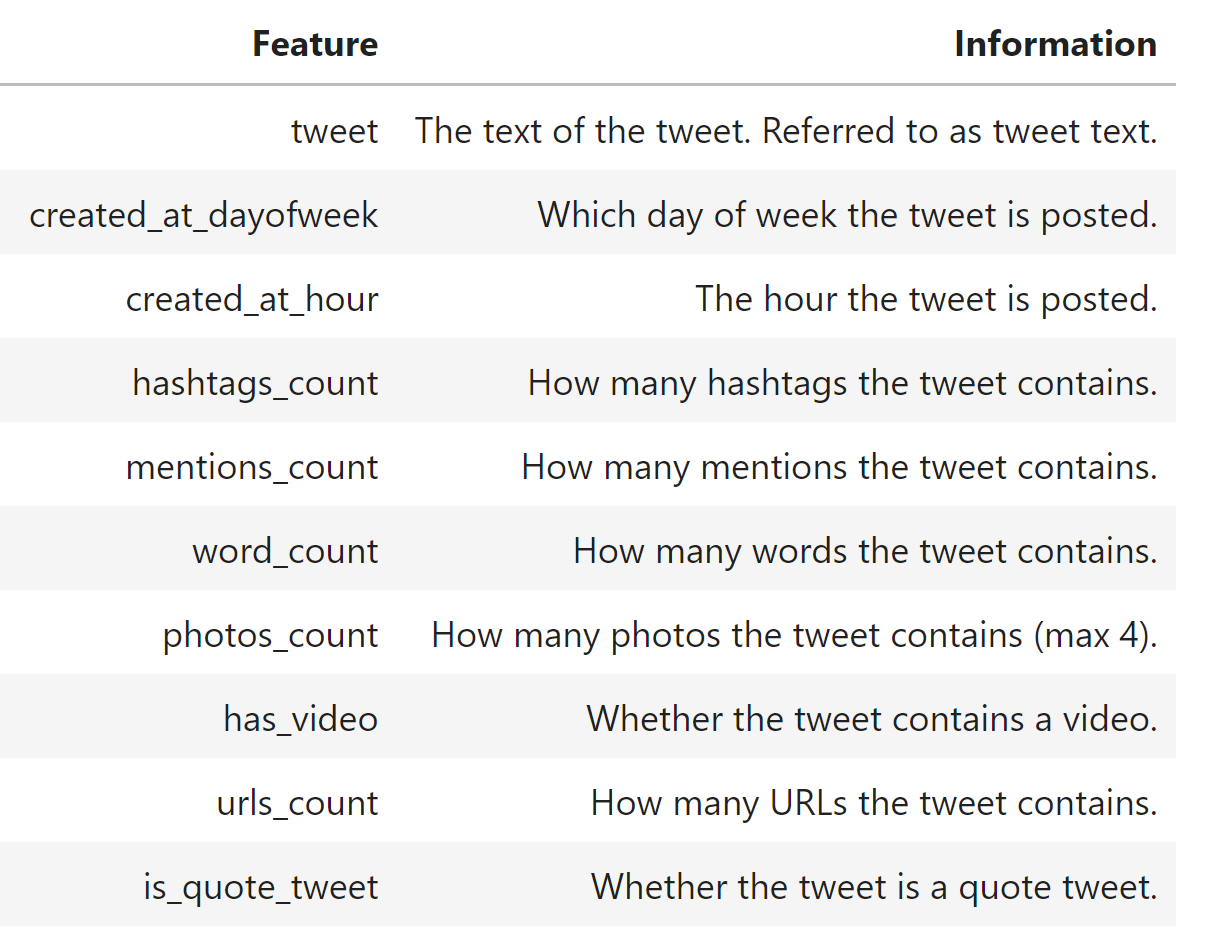 Feature Information
tweet The text of the tweet. Referred to as tweet text.
created_at_dayofweek Which day of week the tweet is posted.
created_at_hour The hour the tweet is posted.
hashtags_count How many hashtags the tweet contains.
mentions_count How many mentions the tweet contains.
word_count How many words the tweet contains.
photos_count How many photos the tweet contains (max 4).
has_video Whether the tweet contains a video.
urls_count How many URLs the tweet contains.
is_quote_tweet Whether the tweet is a quote tweet.